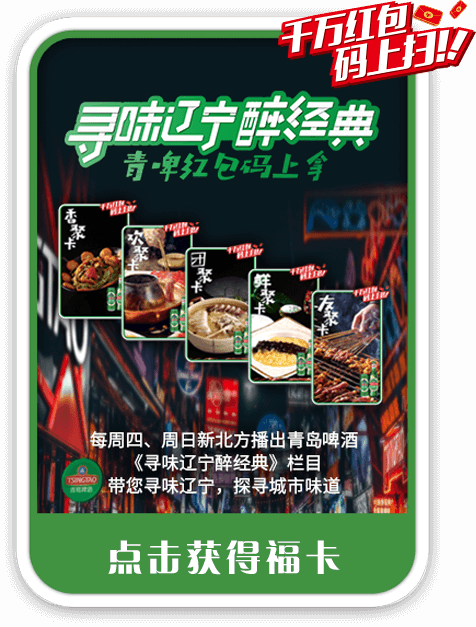 千万红包
码上扫!!
寻味辽宁醉经典
青啤红包码上拿
香聚卡
欢聚卡
团聚卡
鲜聚卡
友聚卡
每周四、周日新北方播出青岛啤酒
《寻味辽宁醉经典》栏目
带您寻味辽宁，探寻城市味道
TSINGTAO
青岛啤酒
点击获得福卡